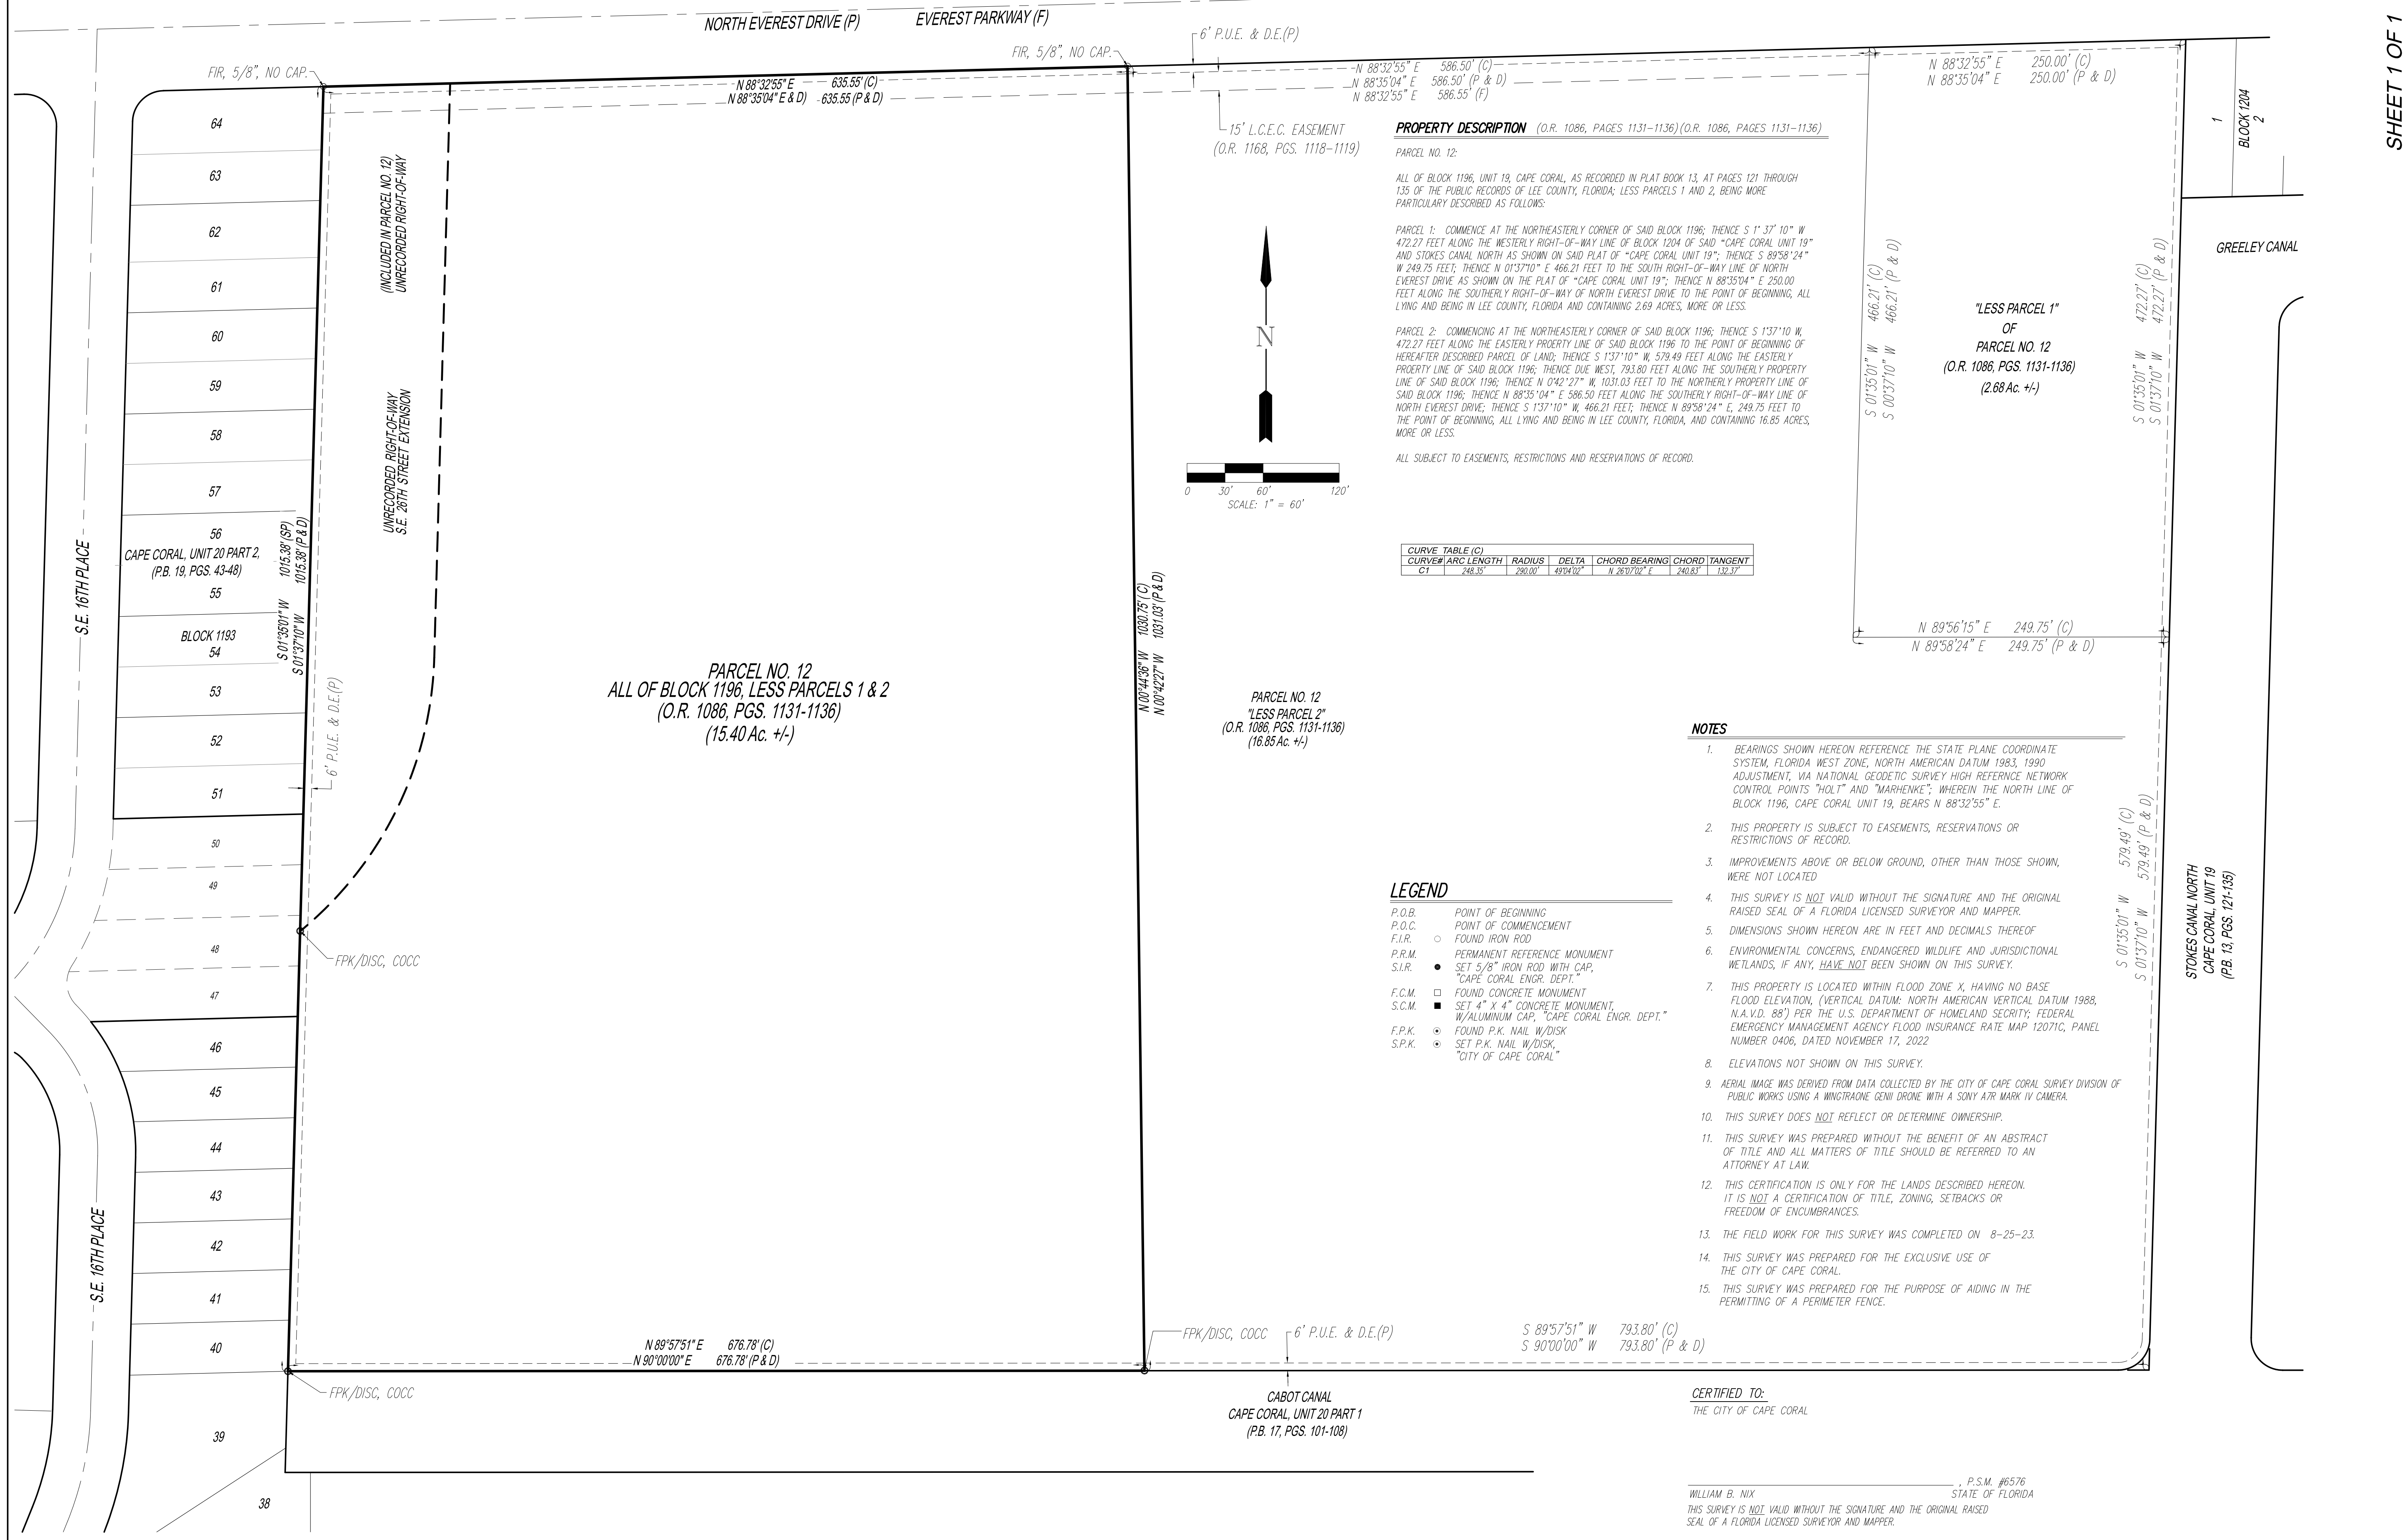 NORTH EVEREST DRIVE (P) EVEREST PARKWAY (F)
SHEET 1 OF 1
FIR, 5/8", NO CAP.
FIR, 5/8", NO CAP.
6' P.U.E. & D.E.(P)
N 88°32'55" E 635.55' (C)
N 88°35'04" E & D) 635.55 (P & D)
N 88°32'55" E 586.50' (C)
N 88°35'04" E 586.50' (P & D)
N 88°32'55" E 586.55' (F)
N 88°32'55" E 250.00' (C)
N 88°35'04" E 250.00' (P & D)
15' L.C.E.C. EASEMENT
(O.R. 1168, PGS. 1118-1119)
1
BLOCK 1204
2
GREELEY CANAL
64
63
62
61
60
59
58
57
56
CAPE CORAL, UNIT 20 PART 2,
(P.B. 19, PGS. 43-48)
55
BLOCK 1193
54
53
52
51
50
49
48
47
46
45
44
43
42
41
40
39
38
S.E. 16TH PLACE
S.E. 16TH PLACE
(INCLUDED IN PARCEL NO. 12)
UNRECORDED RIGHT-OF-WAY
UNRECORDED RIGHT-OF-WAY
S.E. 26TH STREET EXTENSION
S 01°35'01" W 1015.38' (SP)
S 01°37'10" W 1015.38' (P & D)
6' P.U.E. & D.E.(P)
FPK/DISC, COCC
PARCEL NO. 12
ALL OF BLOCK 1196, LESS PARCELS 1 & 2
(O.R. 1086, PGS. 1131-1136)
(15.40 Ac. +/-)
N 00°44'36" W 1030.75' ( C)
N 00°42'27" W 1031.03' (P & D)
N
0 30' 60' 120'
SCALE: 1" = 60'
PARCEL NO. 12
"LESS PARCEL 2"
(O.R. 1086, PGS. 1131-1136)
(16.85 Ac. +/-)
PROPERTY DESCRIPTION (O.R. 1086, PAGES 1131-1136)(O.R. 1086, PAGES 1131-1136)
PARCEL NO. 12:
ALL OF BLOCK 1196, UNIT 19, CAPE CORAL, AS RECORDED IN PLAT BOOK 13, AT PAGES 121 THROUGH
135 OF THE PUBLIC RECORDS OF LEE COUNTY, FLORIDA; LESS PARCELS 1 AND 2, BEING MORE
PARTICULARY DESCRIBED AS FOLLOWS:
PARCEL 1: COMMENCE AT THE NORTHEASTERLY CORNER OF SAID BLOCK 1196; THENCE S 1° 37' 10" W
472.27 FEET ALONG THE WESTERLY RIGHT-OF-WAY LINE OF BLOCK 1204 OF SAID "CAPE CORAL UNIT 19"
AND STOKES CANAL NORTH AS SHOWN ON SAID PLAT OF "CAPE CORAL UNIT 19"; THENCE S 89°58'24"
W 249.75 FEET; THENCE N 01°37'10" E 466.21 FEET TO THE SOUTH RIGHT-OF-WAY LINE OF NORTH
EVEREST DRIVE AS SHOWN ON THE PLAT OF "CAPE CORAL UNIT 19"; THENCE N 88°35'04" E 250.00
FEET ALONG THE SOUTHERLY RIGHT-OF-WAY OF NORTH EVEREST DRIVE TO THE POINT OF BEGINNING, ALL
LYING AND BEING IN LEE COUNTY, FLORIDA AND CONTAINING 2.69 ACRES, MORE OR LESS.
PARCEL 2: COMMENCING AT THE NORTHEASTERLY CORNER OF SAID BLOCK 1196; THENCE S 1°37'10 W,
472.27 FEET ALONG THE EASTERLY PROERTY LINE OF SAID BLOCK 1196 TO THE POINT OF BEGINNING OF
HEREAFTER DESCRIBED PARCEL OF LAND; THENCE S 1°37'10" W, 579.49 FEET ALONG THE EASTERLY
PROERTY LINE OF SAID BLOCK 1196; THENCE DUE WEST, 793.80 FEET ALONG THE SOUTHERLY PROPERTY
LINE OF SAID BLOCK 1196; THENCE N 0°42'27" W, 1031.03 FEET TO THE NORTHERLY PROPERTY LINE OF
SAID BLOCK 1196; THENCE N 88°35'04" E 586.50 FEET ALONG THE SOUTHERLY RIGHT-OF-WAY LINE OF
NORTH EVEREST DRIVE; THENCE S 1°37'10" W, 466.21 FEET; THENCE N 89°58'24" E, 249.75 FEET TO
THE POINT OF BEGINNING, ALL LYING AND BEING IN LEE COUNTY, FLORIDA, AND CONTAINING 16.85 ACRES,
MORE OR LESS.
ALL SUBJECT TO EASEMENTS, RESTRICTIONS AND RESERVATIONS OF RECORD.
CURVE TABLE (C)
CURVE# ARC LENGTH RADIUS DELTA CHORD BEARING CHORD TANGENT
C1 248.35' 290.00' 49°04'02" N 26°07'02" E 240.83' 132.37'
S 01°35'01" W 466.21' (C)
S 00°37'10" W 466.21' (P & D)
"LESS PARCEL 1"
OF
PARCEL NO. 12
(O.R. 1086, PGS. 1131-1136)
(2.68 Ac. +/-)
S 01°35'01" W 472.27' (C)
S 01°37'10" W 472.27' (P & D)
N 89°56'15" E 249.75' (C)
N 89°58'24" E 249.75' (P & D)
S 01°35'01" W 579.49' (C)
S 01°37'10" W 579.49' (P & D)
STOKES CANAL NORTH
CAPE CORAL, UNIT 19
(P.B. 13, PGS. 121-135)
LEGEND
P.O.B. POINT OF BEGINNING
P.O.C. POINT OF COMMENCEMENT
F.I.R. FOUND IRON ROD
P.R.M. PERMANENT REFERENCE MONUMENT
S.I.R. SET 5/8" IRON ROD WITH CAP,
"CAPE CORAL ENGR. DEPT."
F.C.M. FOUND CONCRETE MONUMENT
S.C.M. SET 4" X 4" CONCRETE MONUMENT,
W/ALUMINUM CAP, "CAPE CORAL ENGR. DEPT."
F.P.K. FOUND P.K. NAIL W/DISK
S.P.K. SET P.K. NAIL W/DISK,
"CITY OF CAPE CORAL"
NOTES
1. BEARINGS SHOWN HEREON REFERENCE THE STATE PLANE COORDINATE
SYSTEM, FLORIDA WEST ZONE, NORTH AMERICAN DATUM 1983, 1990
ADJUSTMENT, VIA NATIONAL GEODETIC SURVEY HIGH REFERNCE NETWORK
CONTROL POINTS "HOLT" AND "MARHENKE"; WHEREIN THE NORTH LINE OF
BLOCK 1196, CAPE CORAL UNIT 19, BEARS N 88°32'55" E.
2. THIS PROPERTY IS SUBJECT TO EASEMENTS, RESERVATIONS OR
RESTRICTIONS OF RECORD.
3. IMPROVEMENTS ABOVE OR BELOW GROUND, OTHER THAN THOSE SHOWN,
WERE NOT LOCATED
4. THIS SURVEY IS NOT VALID WITHOUT THE SIGNATURE AND THE ORIGINAL
RAISED SEAL OF A FLORIDA LICENSED SURVEYOR AND MAPPER.
5. DIMENSIONS SHOWN HEREON ARE IN FEET AND DECIMALS THEREOF
6. ENVIRONMENTAL CONCERNS, ENDANGERED WILDLIFE AND JURISDICTIONAL
WETLANDS, IF ANY, HAVE NOT BEEN SHOWN ON THIS SURVEY.
7. THIS PROPERTY IS LOCATED WITHIN FLOOD ZONE X, HAVING NO BASE
FLOOD ELEVATION, (VERTICAL DATUM: NORTH AMERICAN VERTICAL DATUM 1988,
N.A.V.D. 88') PER THE U.S. DEPARTMENT OF HOMELAND SECRITY; FEDERAL
EMERGENCY MANAGEMENT AGENCY FLOOD INSURANCE RATE MAP 12071C, PANEL
NUMBER 0406, DATED NOVEMBER 17, 2022
8. ELEVATIONS NOT SHOWN ON THIS SURVEY.
9. AERIAL IMAGE WAS DERIVED FROM DATA COLLECTED BY THE CITY OF CAPE CORAL SURVEY DIVISION OF
PUBLIC WORKS USING A WINGTRAONE GENII DRONE WITH A SONY A7R MARK IV CAMERA.
10. THIS SURVEY DOES NOT REFLECT OR DETERMINE OWNERSHIP.
11. THIS SURVEY WAS PREPARED WITHOUT THE BENEFIT OF AN ABSTRACT
OF TITLE AND ALL MATTERS OF TITLE SHOULD BE REFERRED TO AN
ATTORNEY AT LAW.
12. THIS CERTIFICATION IS ONLY FOR THE LANDS DESCRIBED HEREON.
IT IS NOT A CERTIFICATION OF TITLE, ZONING, SETBACKS OR
FREEDOM OF ENCUMBRANCES.
13. THE FIELD WORK FOR THIS SURVEY WAS COMPLETED ON 8-25-23.
14. THIS SURVEY WAS PREPARED FOR THE EXCLUSIVE USE OF
THE CITY OF CAPE CORAL.
15. THIS SURVEY WAS PREPARED FOR THE PURPOSE OF AIDING IN THE
PERMITTING OF A PERIMETER FENCE.
N 89°57'51" E 676.78' (C)
N 90°00'00" E 676.78' (P & D)
FPK/DISC, COCC
FPK/DISC, COCC
6' P.U.E. & D.E.(P)
S 89°57'51" W 793.80' (C)
S 90°00'00" W 793.80' (P & D)
CABOT CANAL
CAPE CORAL, UNIT 20 PART 1
(P.B. 17, PGS. 101-108)
CERTIFIED TO:
THE CITY OF CAPE CORAL
, P.S.M. #6576
WILLIAM B. NIX STATE OF FLORIDA
THIS SURVEY IS NOT VALID WITHOUT THE SIGNATURE AND THE ORIGINAL RAISED
SEAL OF A FLORIDA LICENSED SURVEYOR AND MAPPER.